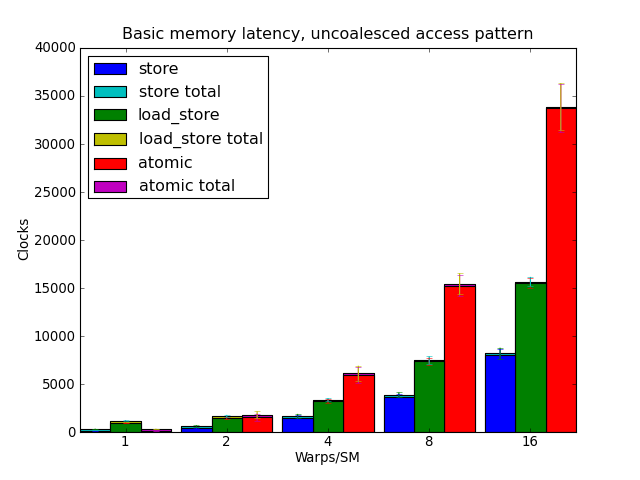 Basic memory latency, uncoalesced access pattern
40000
35000
30000
25000
20000
15000
10000
5000
0
Clocks
store
store total
load_store
load_store total
atomic
atomic total
1 2 4 8 16
Warps/SM